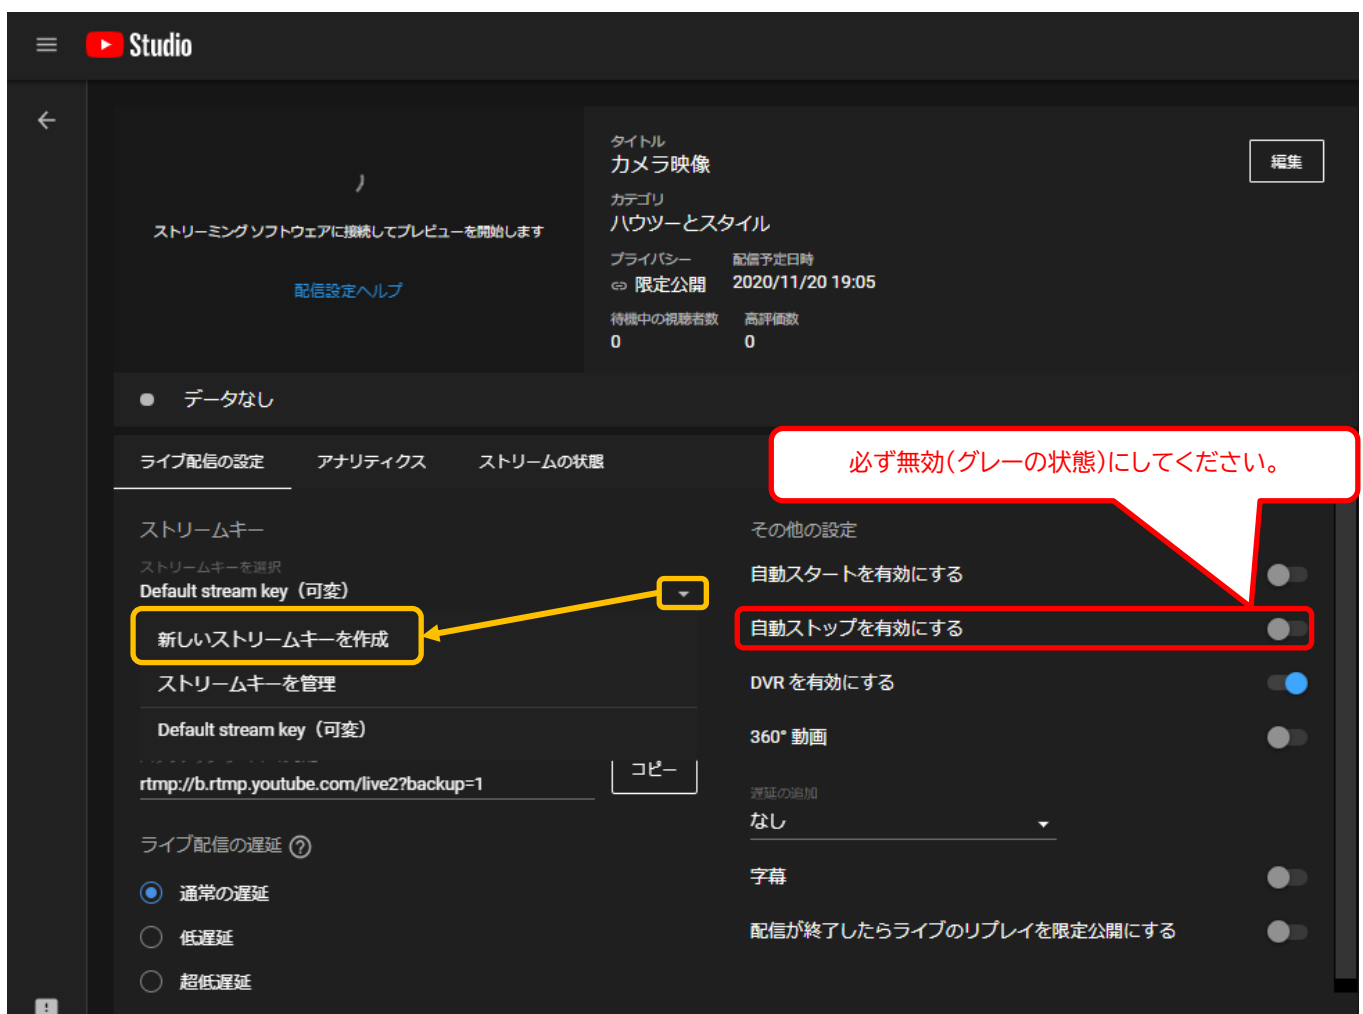 Studio
タイトル
カメラ映像
編集
カテゴリ
ハウツーとスタイル
ストリーミング ソフトウェアに接続してプレビューを開始します
プライバシー 配信予定日時
限定公開 2020/11/20 19:05
配信設定ヘルプ
待機中の視聴者数 高評価数
0 0
データなし
ライブ配信の設定 アナリティクス ストリームの状態
必ず無効(グレーの状態)にしてください。
ストリームキー
ストリームキーを選択
Default stream key（可変）
新しいストリームキーを作成
ストリームキーを管理
Default stream key（可変）
rtmp://b.rtmp.youtube.com/live2?backup=1
コピー
ライブ配信の遅延
通常の遅延
低遅延
超低遅延
その他の設定
自動スタートを有効にする
自動ストップを有効にする
DVR を有効にする
360° 動画
遅延の追加
なし
字幕
配信が終了したらライブのリプレイを限定公開にする